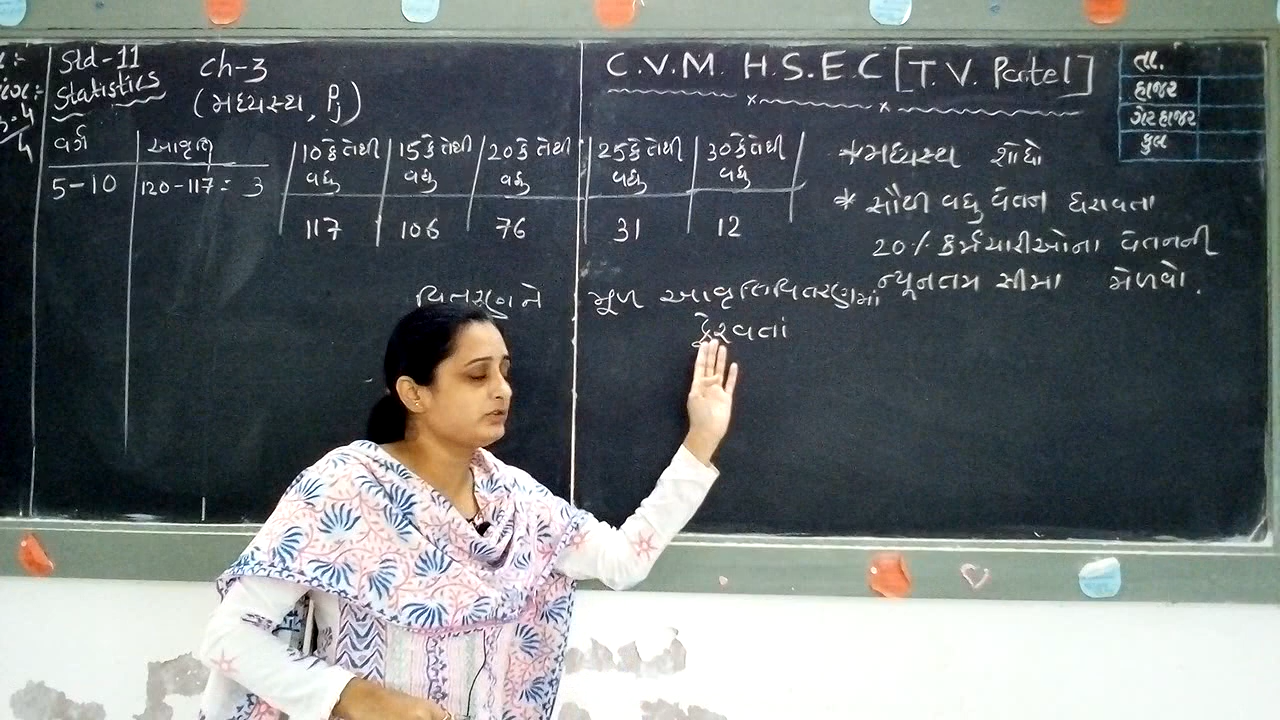 Std-11
Statistics
Ch-3
(મધ્યસ્થ, Pj)
C.V.M. H.S.E.C [T.V. Patel]
તા.
હાજર
ગેરહાજર
કુલ
વર્ગ
આવૃત્તિ
5-10
120-117 = 3
10 કે તેથી
વધુ
15 કે તેથી
વધુ
20 કે તેથી
વધુ
25 કે તેથી
વધુ
30 કે તેથી
વધુ
117 106 76 31 12
* મધ્યસ્થ શોધો
* સૌથી વધુ વેતન ધરાવતા
20% કર્મચારીઓના વેતનની
ન્યૂનતમ સીમા મેળવો.
વિતરણને મૂળ આવૃત્તિવિતરણમાં
ફેરવતાં